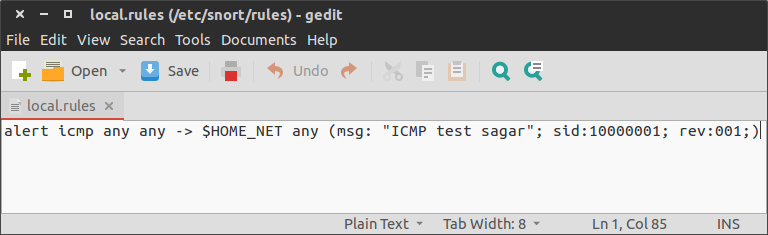 local.rules (/etc/snort/rules) - gedit
File Edit View Search Tools Documents Help
Open Save Undo
local.rules
alert icmp any any -> $HOME_NET any (msg: "ICMP test sagar"; sid:10000001; rev:001;)
Plain Text Tab Width: 8 Ln 1, Col 85 INS